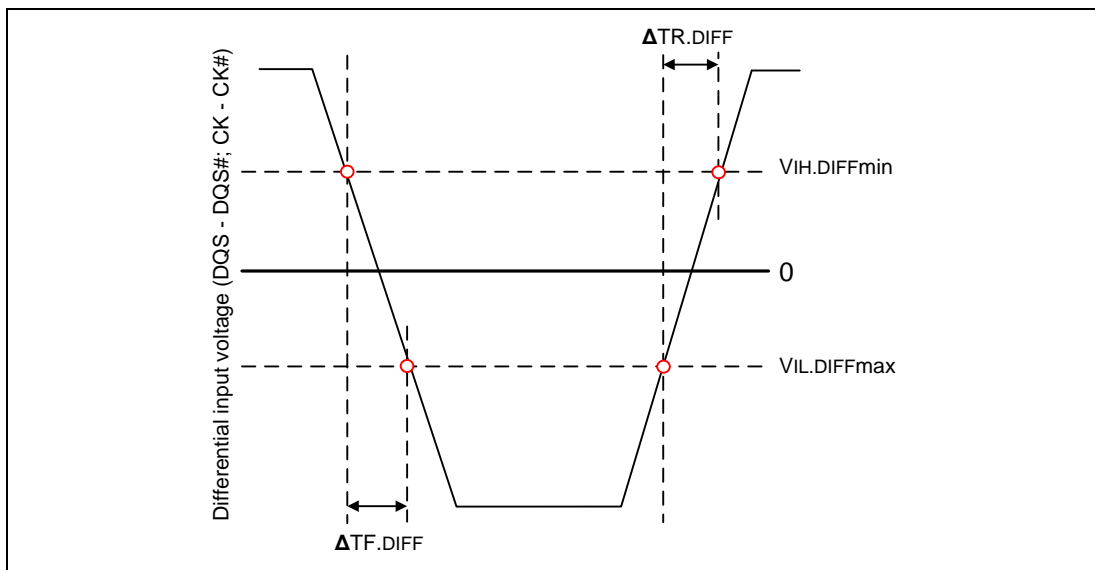 ΔTR.DIFF
Differential input voltage (DQS - DQS#; CK - CK#)
VIH.DIFFmin
0
VIL.DIFFmax
ΔTF.DIFF